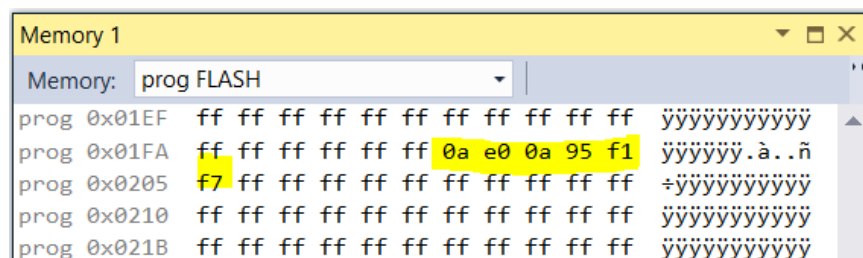 Memory 1
Memory: prog FLASH
prog 0x01EF ff ff ff ff ff ff ff ff ff ff ff ÿÿÿÿÿÿÿÿÿÿÿ
prog 0x01FA ff ff ff ff ff ff 0a e0 0a 95 f1 ÿÿÿÿÿÿ.à..ñ
prog 0x0205 f7 ff ff ff ff ff ff ff ff ff ff ÷ÿÿÿÿÿÿÿÿÿÿ
prog 0x0210 ff ff ff ff ff ff ff ff ff ff ff ÿÿÿÿÿÿÿÿÿÿÿ
prog 0x021B ff ff ff ff ff ff ff ff ff ff ff ÿÿÿÿÿÿÿÿÿÿÿ